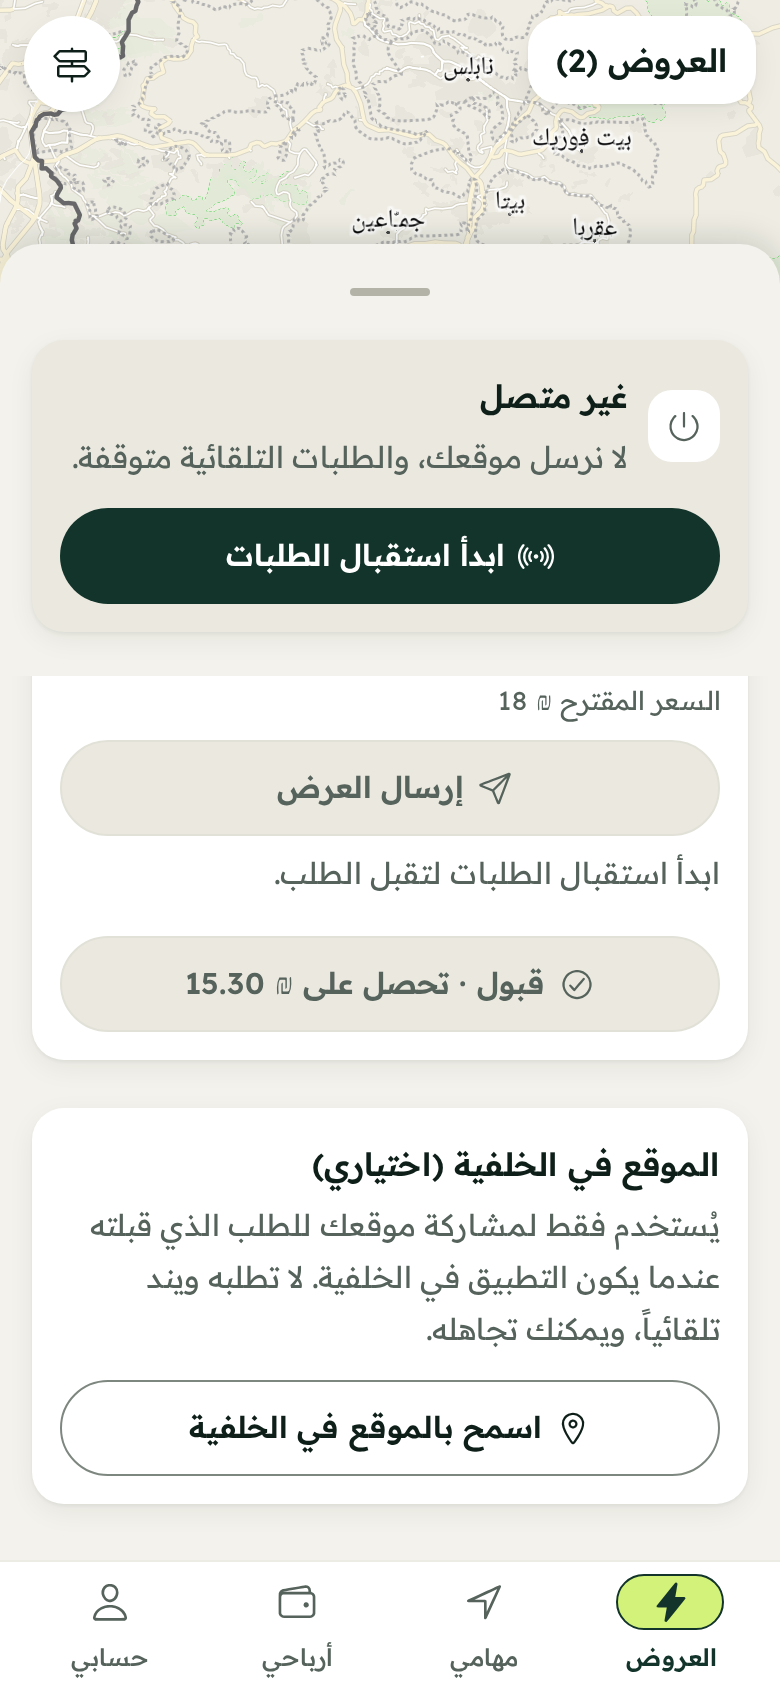 العروض (2)
نابلس
بيت فوريك
بيتا
جمّاعين
عقربا
غير متصل
لا نرسل موقعك، والطلبات التلقائية متوقفة.
ابدأ استقبال الطلبات
السعر المقترح ₪ 18
إرسال العرض
ابدأ استقبال الطلبات لتقبل الطلب.
قبول · تحصل على ₪ 15.30
الموقع في الخلفية (اختياري)
يُستخدم فقط لمشاركة موقعك للطلب الذي قبلته
عندما يكون التطبيق في الخلفية. لا تطلبه ويند
تلقائياً، ويمكنك تجاهله.
اسمح بالموقع في الخلفية
العروض
مهامي
أرباحي
حسابي